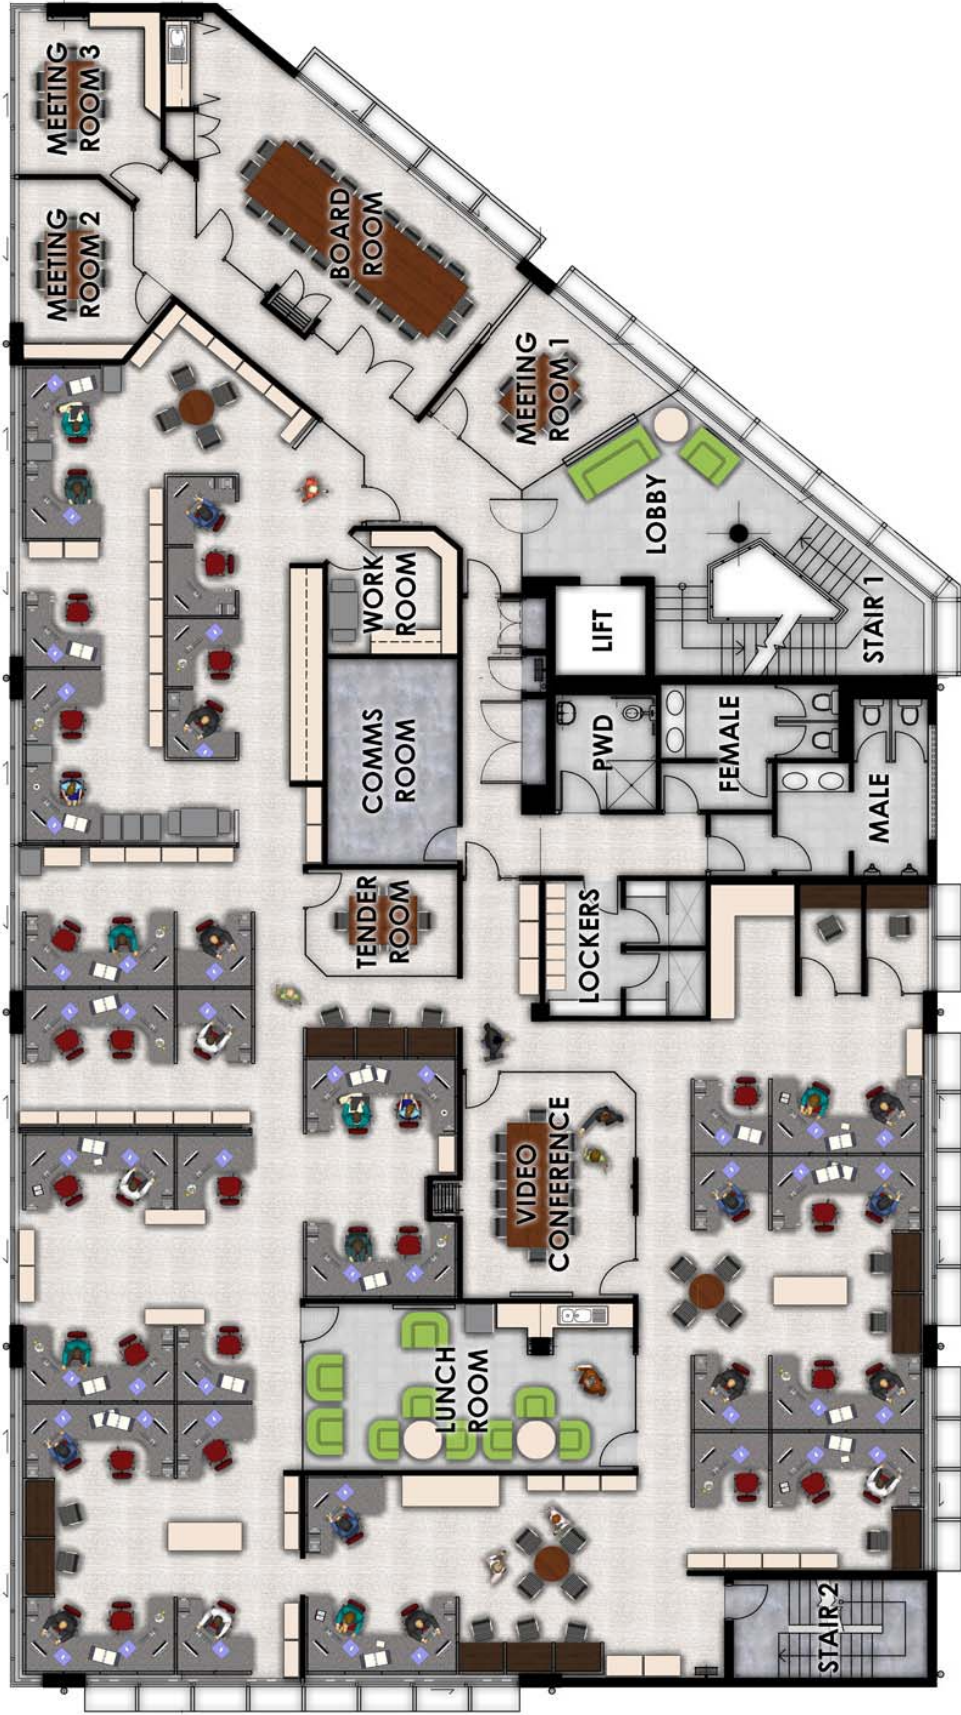 MEETING
ROOM 3
MEETING
ROOM 2
BOARD
ROOM
MEETING
ROOM 1
LOBBY
WORK
ROOM
LIFT
STAIR 1
COMMS
ROOM
PWD
FEMALE
MALE
TENDER
ROOM
LOCKERS
VIDEO
CONFERENCE
LUNCH
ROOM
STAIR 2